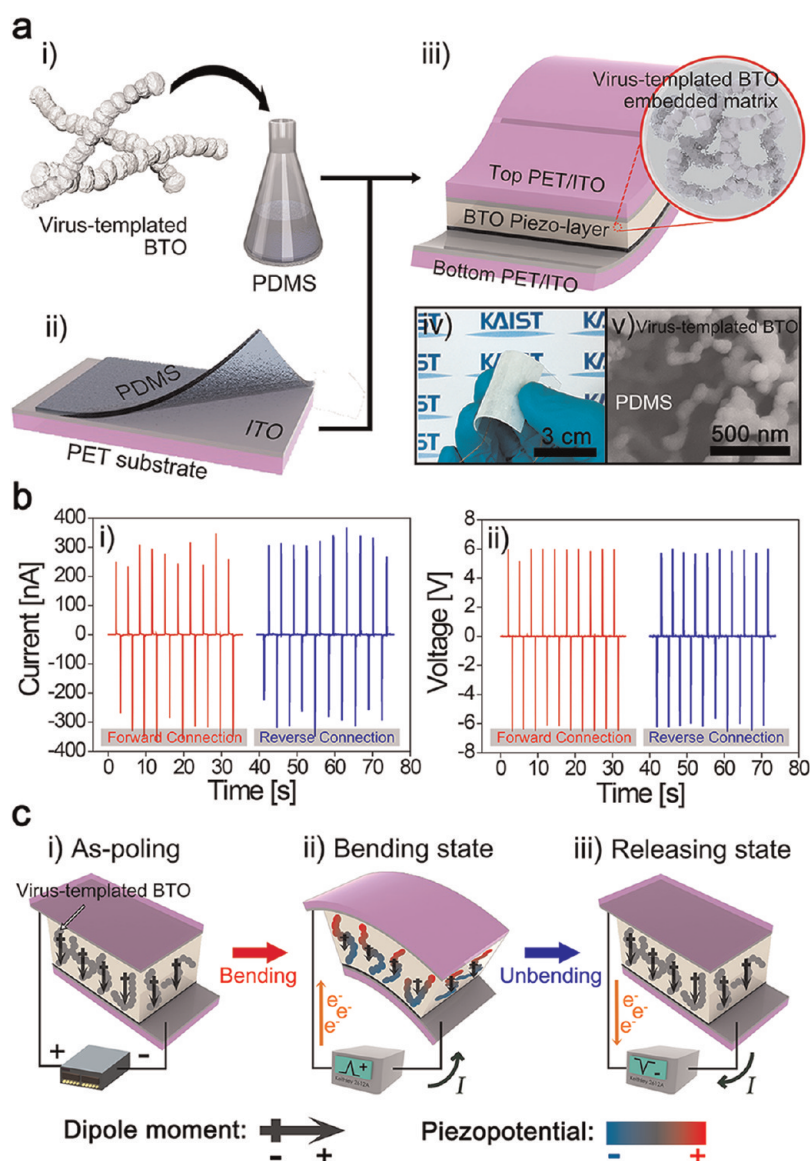 a
i)
Virus-templated
BTO
PDMS
ii)
PDMS
ITO
PET substrate
iii)
Virus-templated BTO
embedded matrix
Top PET/ITO
BTO Piezo-layer
Bottom PET/ITO
iv)
KAIST
3 cm
v) Virus-templated BTO
PDMS
500 nm
b
i)
Current [nA]
400
300
200
100
0
-100
-200
-300
-400
Forward Connection
Reverse Connection
0 10 20 30 40 50 60 70 80
Time [s]
ii)
Voltage [V]
8
6
4
2
0
-2
-4
-6
-8
Forward Connection
Reverse Connection
0 10 20 30 40 50 60 70 80
Time [s]
c
i) As-poling
Virus-templated BTO
+ -
Bending
ii) Bending state
e-
e-
e-
+
I
Unbending
iii) Releasing state
e-
e-
e-
-
I
Dipole moment:
- +
Piezopotential:
- +